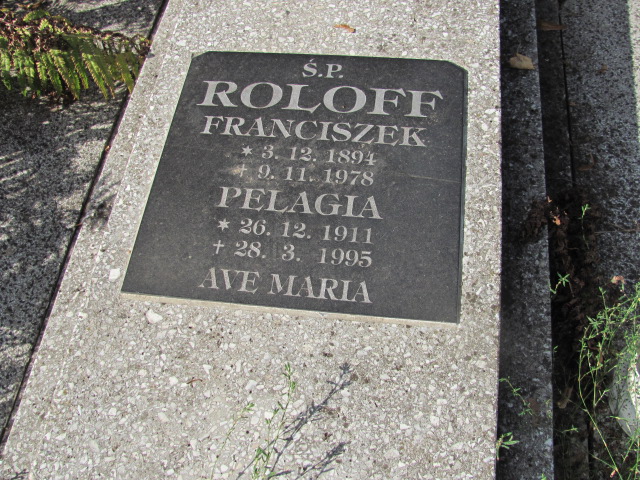 Ś.P.
ROLOFF
FRANCISZEK
* 3. 12. 1894
† 9. 11. 1978
PELAGIA
* 26. 12. 1911
† 28. 3. 1995
AVE MARIA